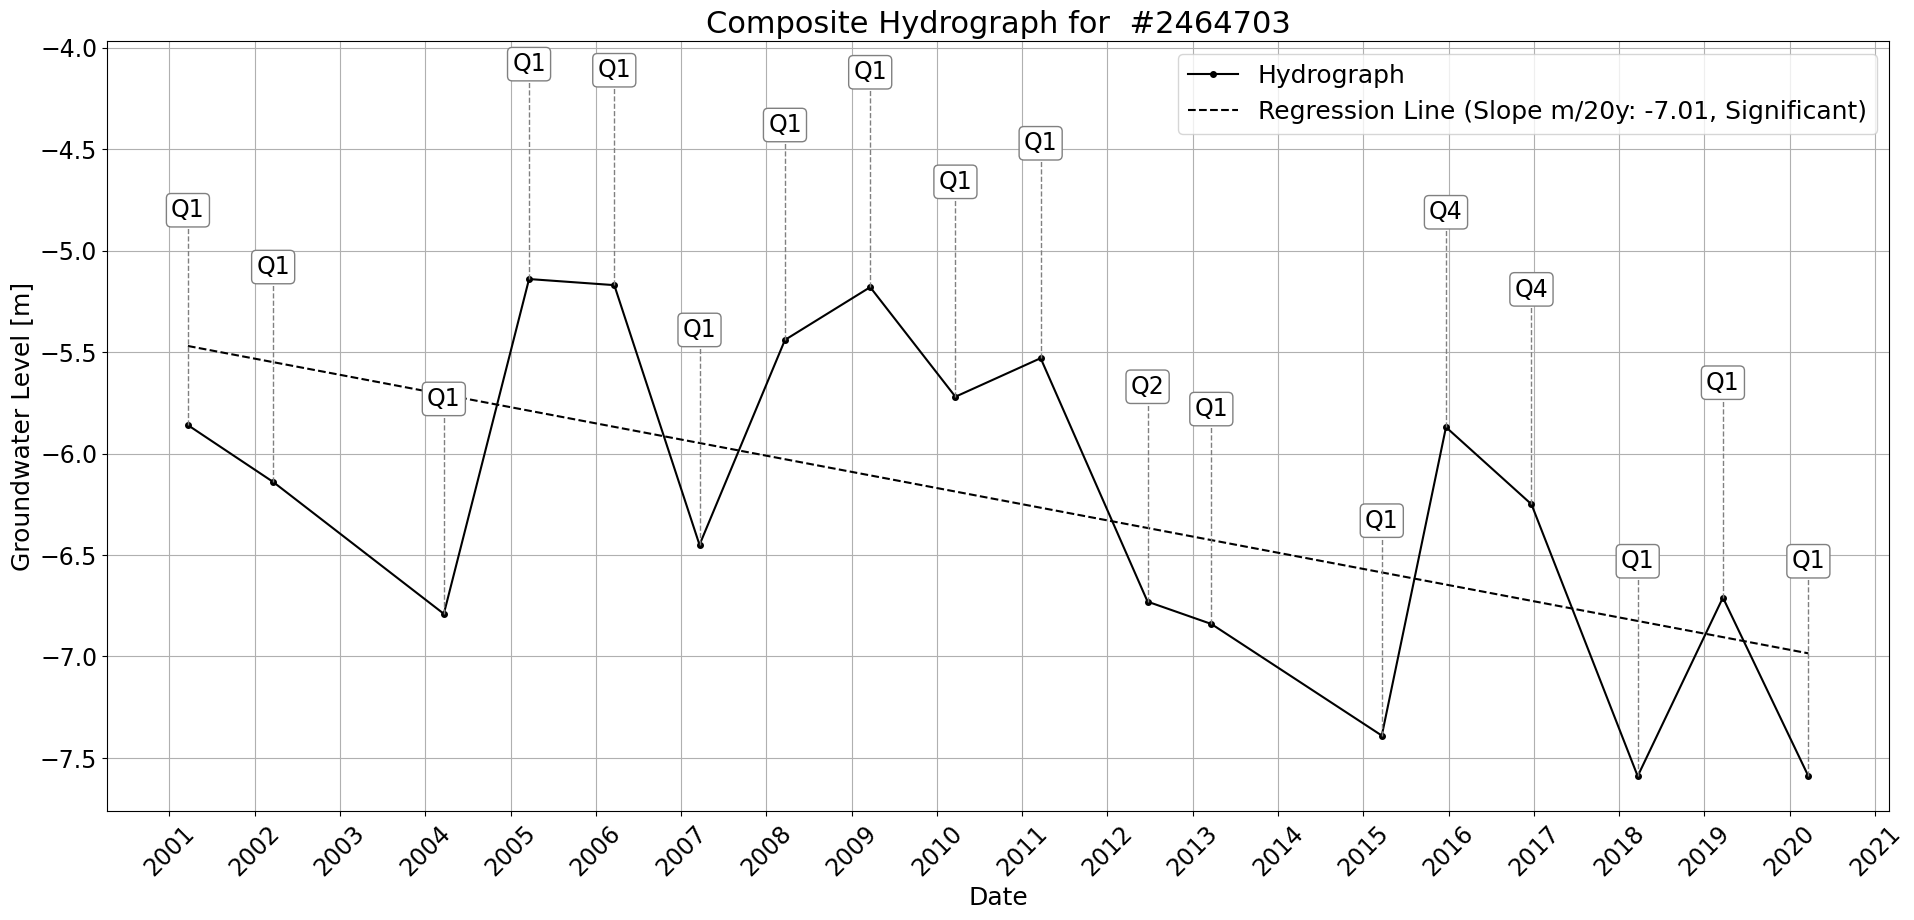 Composite Hydrograph for  #2464703
Hydrograph
Regression Line (Slope m/20y: -7.01, Significant)
Groundwater Level [m]
−4.0
−4.5
−5.0
−5.5
−6.0
−6.5
−7.0
−7.5
Q1
Q1
Q1
Q1
Q1
Q1
Q1
Q1
Q1
Q1
Q2
Q1
Q1
Q4
Q4
Q1
Q1
Q1
2001
2002
2003
2004
2005
2006
2007
2008
2009
2010
2011
2012
2013
2014
2015
2016
2017
2018
2019
2020
2021
Date